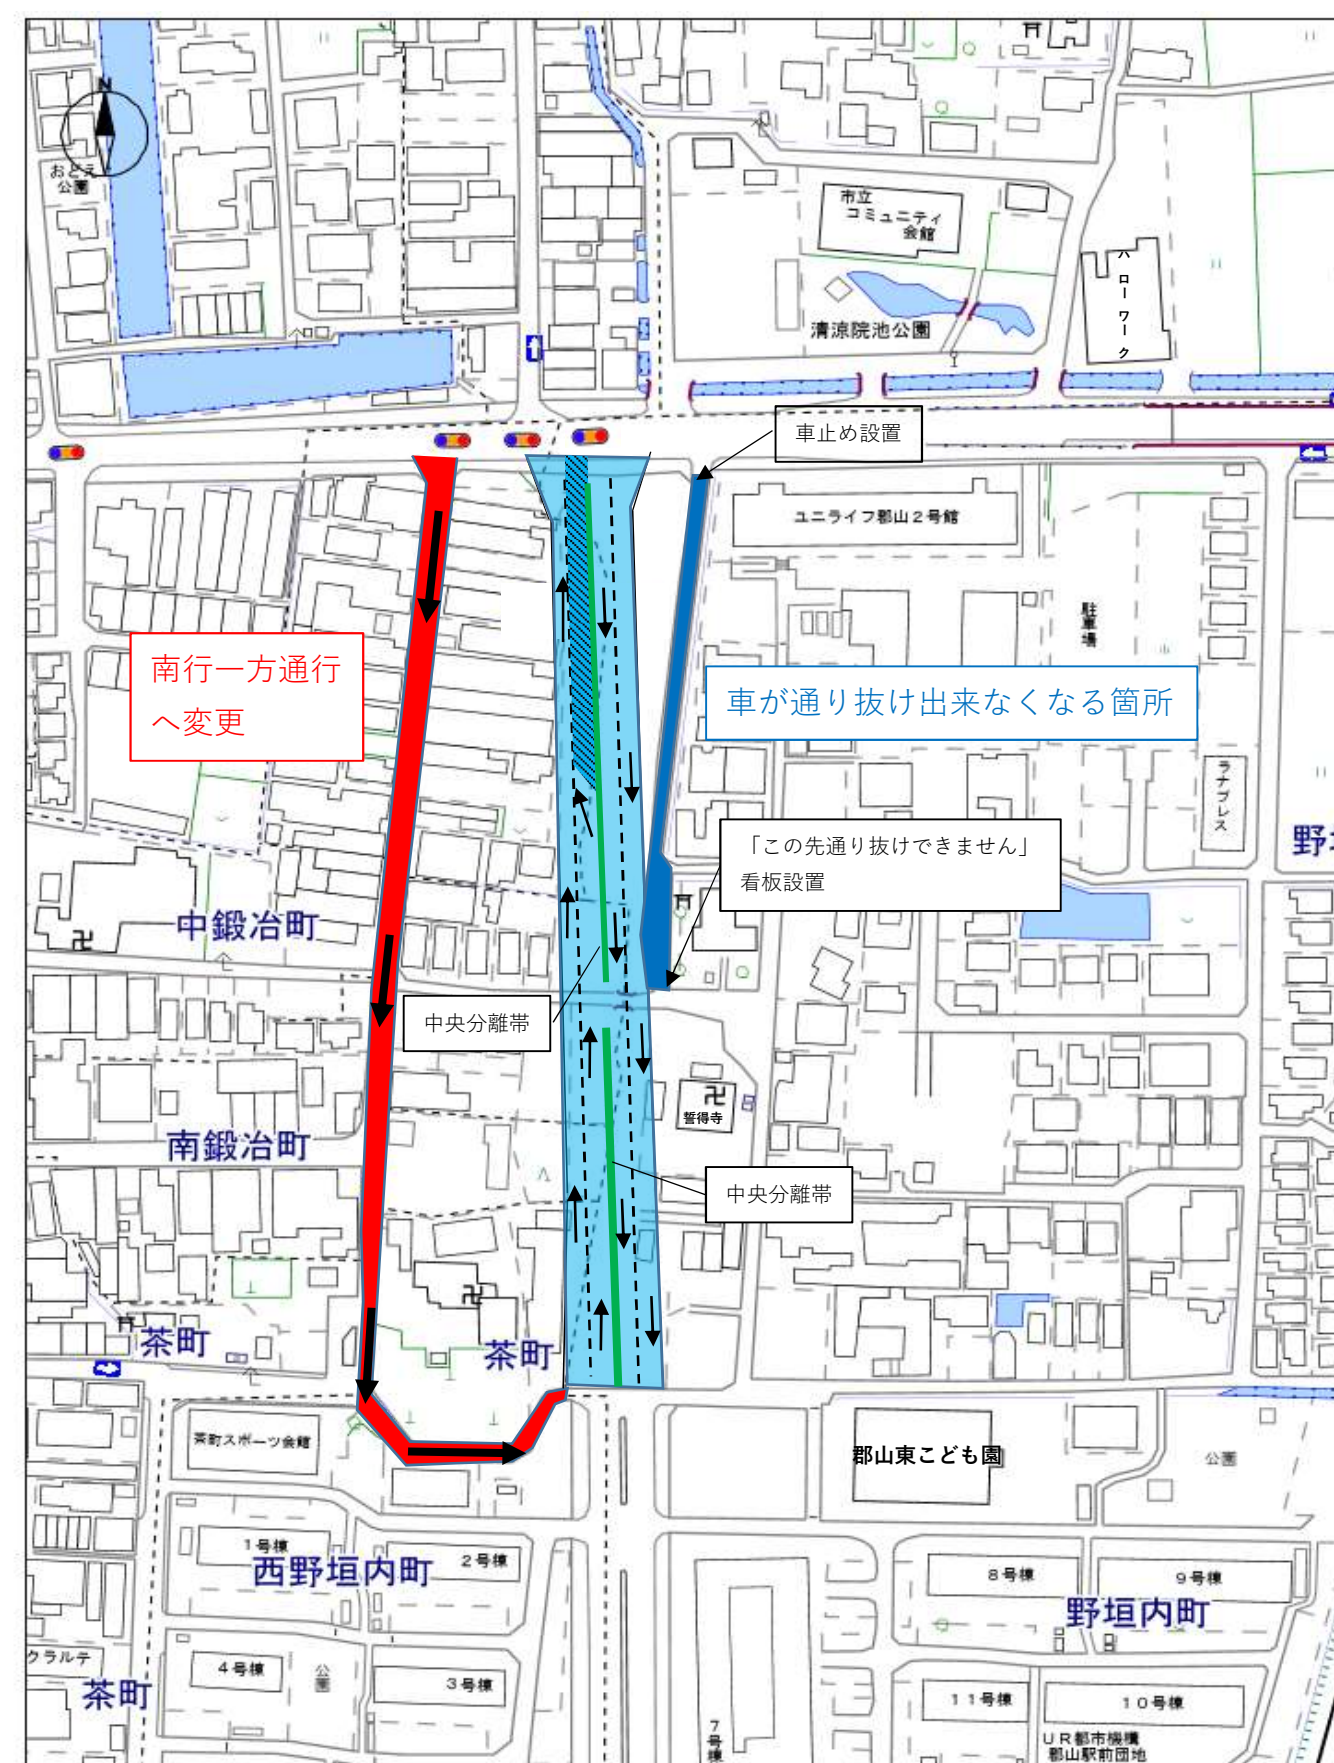 N
おどえ
公園
市立
コミュニティ
会館
ハローワーク
清涼院池公園
車止め設置
ユニライフ郡山2号館
駐車場
南行一方通行
へ変更
車が通り抜け出来なくなる箇所
ラナプレス
野垣
「この先通り抜けできません」
看板設置
中鍛冶町
中央分離帯
誓得寺
南鍛冶町
中央分離帯
茶町
茶町
茶町スポーツ会館
郡山東こども園
公園
1号棟
2号棟
西野垣内町
8号棟
9号棟
野垣内町
クラルテ
4号棟
公園
3号棟
茶町
11号棟
10号棟
7号棟
UR都市機構
郡山駅前団地